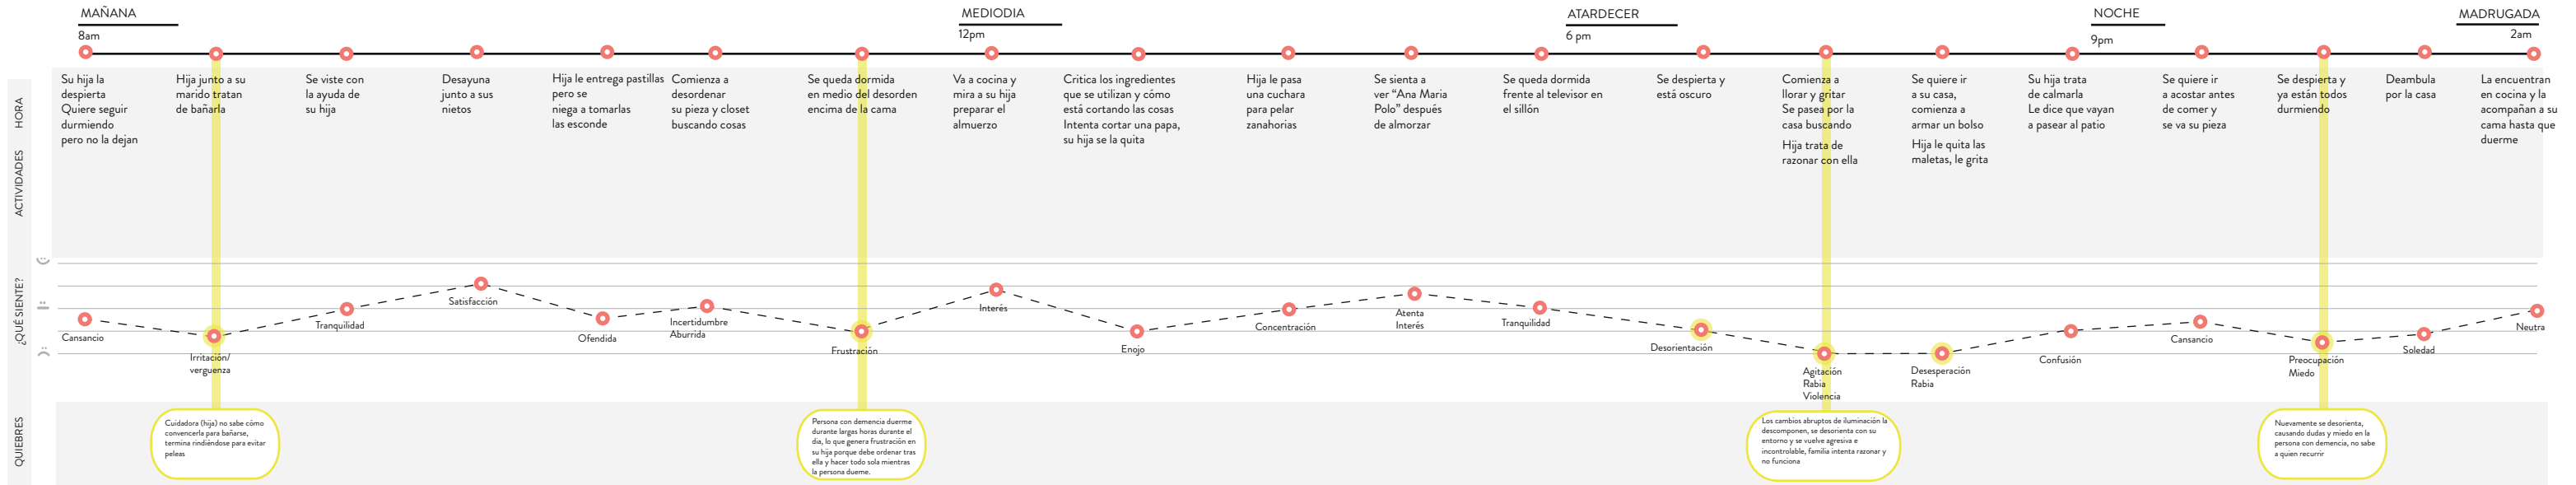 MAÑANA
8am
MEDIODIA
12pm
ATARDECER
6 pm
NOCHE
9pm
MADRUGADA
2am
HORA
ACTIVIDADES
Su hija la
despierta
Quiere seguir
durmiendo
pero no la dejan
Hija junto a su
marido tratan
de bañarla
Se viste con
la ayuda de
su hija
Desayuna
junto a sus
nietos
Hija le entrega pastillas
pero se
niega a tomarlas
las esconde
Comienza a
desordenar
su pieza y closet
buscando cosas
Se queda dormida
en medio del desorden
encima de la cama
Va a cocina y
mira a su hija
preparar el
almuerzo
Critica los ingredientes
que se utilizan y cómo
está cortando las cosas
Intenta cortar una papa,
su hija se la quita
Hija le pasa
una cuchara
para pelar
zanahorias
Se sienta a
ver “Ana Maria
Polo” después
de almorzar
Se queda dormida
frente al televisor en
el sillón
Se despierta y
está oscuro
Comienza a
llorar y gritar
Se pasea por la
casa buscando
Hija trata de
razonar con ella
Se quiere ir
a su casa,
comienza a
armar un bolso
Hija le quita las
maletas, le grita
Su hija trata
de calmarla
Le dice que vayan
a pasear al patio
Se quiere ir
a acostar antes
de comer y
se va su pieza
Se despierta y
ya están todos
durmiendo
Deambula
por la casa
La encuentran
en cocina y la
acompañan a su
cama hasta que
duerme
¿QUÉ SIENTE?
:)
:|
:(
Cansancio
Irritación/
verguenza
Tranquilidad
Satisfacción
Ofendida
Incertidumbre
Aburrida
Frustración
Interés
Enojo
Concentración
Atenta
Interés
Tranquilidad
Desorientación
Agitación
Rabia
Violencia
Desesperación
Rabia
Confusión
Cansancio
Preocupación
Miedo
Soledad
Neutra
QUIEBRES
Cuidadora (hija) no sabe cómo
convencerla para bañarse,
termina rindiéndose para evitar
peleas
Persona con demencia duerme
durante largas horas durante el
dia, lo que genera frustración en
su hija porque debe ordenar tras
ella y hacer todo sola mientras
la persona dueme.
Los cambios abruptos de iluminación la
descomponen, se desorienta con su
entorno y se vuelve agresiva e
incontrolable, familia intenta razonar y
no funciona
Nuevamente se desorienta,
causando dudas y miedo en la
persona con demencia, no sabe
a quien recurrir